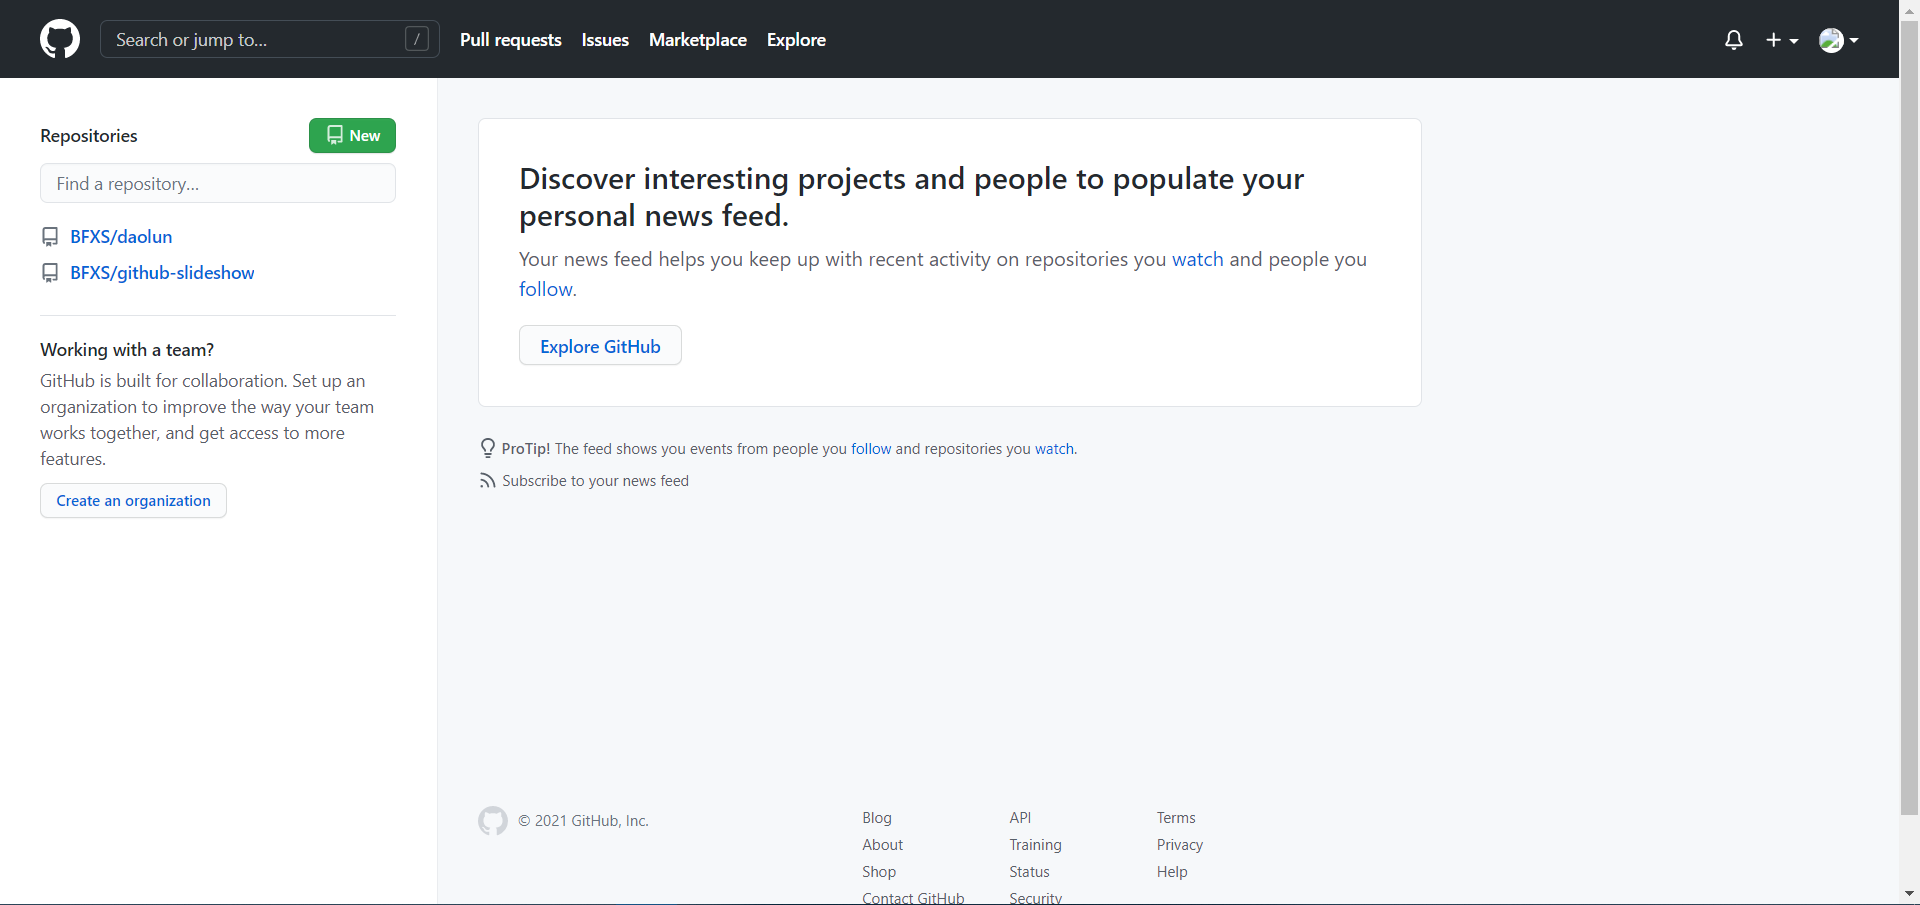 Search or jump to...
/
Pull requests
Issues
Marketplace
Explore
Repositories
New
Find a repository...
BFXS/daolun
BFXS/github-slideshow
Working with a team?
GitHub is built for collaboration. Set up an
organization to improve the way your team
works together, and get access to more
features.
Create an organization
Discover interesting projects and people to populate your
personal news feed.
Your news feed helps you keep up with recent activity on repositories you watch and people you
follow.
Explore GitHub
ProTip! The feed shows you events from people you follow and repositories you watch.
Subscribe to your news feed
© 2021 GitHub, Inc.
Blog
About
Shop
Contact GitHub
API
Training
Status
Security
Terms
Privacy
Help